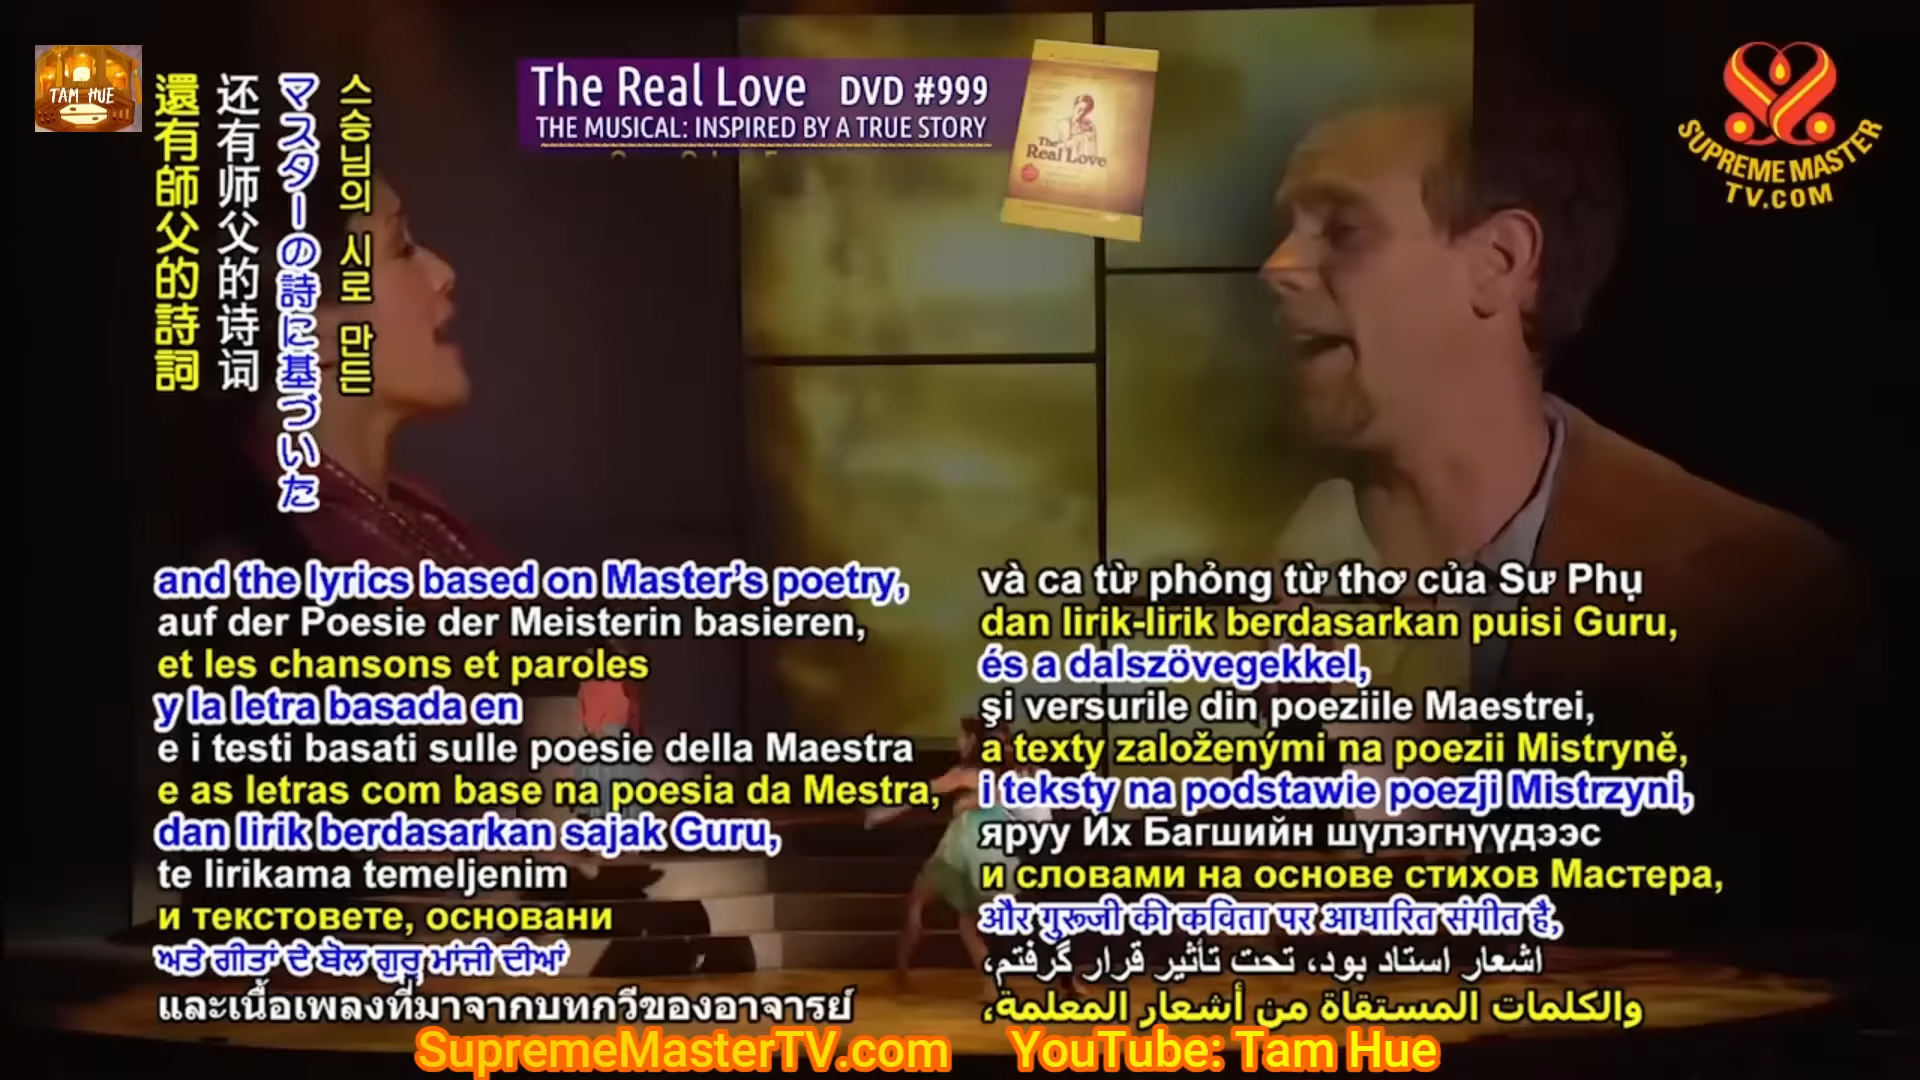 TAM HUE
The Real Love DVD #999
THE MUSICAL: INSPIRED BY A TRUE STORY
The
Real Love
SUPREME MASTER
TV.COM
還有師父的詩詞
还有师父的诗词
マスターの詩に基づいた
스승님의 시로 만든
and the lyrics based on Master's poetry,
auf der Poesie der Meisterin basieren,
et les chansons et paroles
y la letra basada en
e i testi basati sulle poesie della Maestra
e as letras com base na poesia da Mestra,
dan lirik berdasarkan sajak Guru,
te lirikama temeljenim
и текстовете, основани
ਅਤੇ ਗੀਤਾਂ ਦੇ ਬੋਲ ਗੁਰੂ ਮਾਂਜੀ ਦੀਆਂ
และเนื้อเพลงที่มาจากบทกวีของอาจารย์
và ca từ phỏng từ thơ của Sư Phụ
dan lirik-lirik berdasarkan puisi Guru,
és a dalszövegekkel,
şi versurile din poeziile Maestrei,
a texty založenými na poezii Mistryně,
i teksty na podstawie poezji Mistrzyni,
яруу Их Багшийн шүлэгнүүдээс
и словами на основе стихов Мастера,
और गुरूजी की कविता पर आधारित संगीत है,
اشعار استاد بود، تحت تأثیر قرار گرفتم،
والكلمات المستقاة من أشعار المعلمة،
SupremeMasterTV.com YouTube: Tam Hue